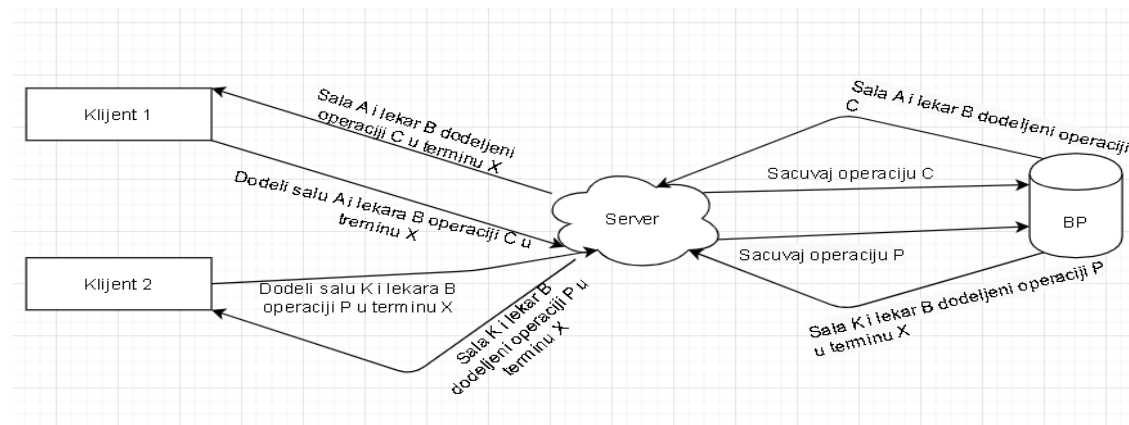 Klijent 1
Sala A i lekar B dodeljeni
operaciji C u terminu X
Dodeli salu A i lekara B operaciji C u
treminu X
Klijent 2
Dodeli salu K i lekara B
operaciji P u terminu X
Sala K i lekar B
dodeljeni operaciji P u
terminu X
Server
Sala A i lekar B dodeljeni operaciji
C
Sacuvaj operaciju C
Sacuvaj operaciju P
BP
Sala K i lekar B dodeljeni operaciji P
u terminu X